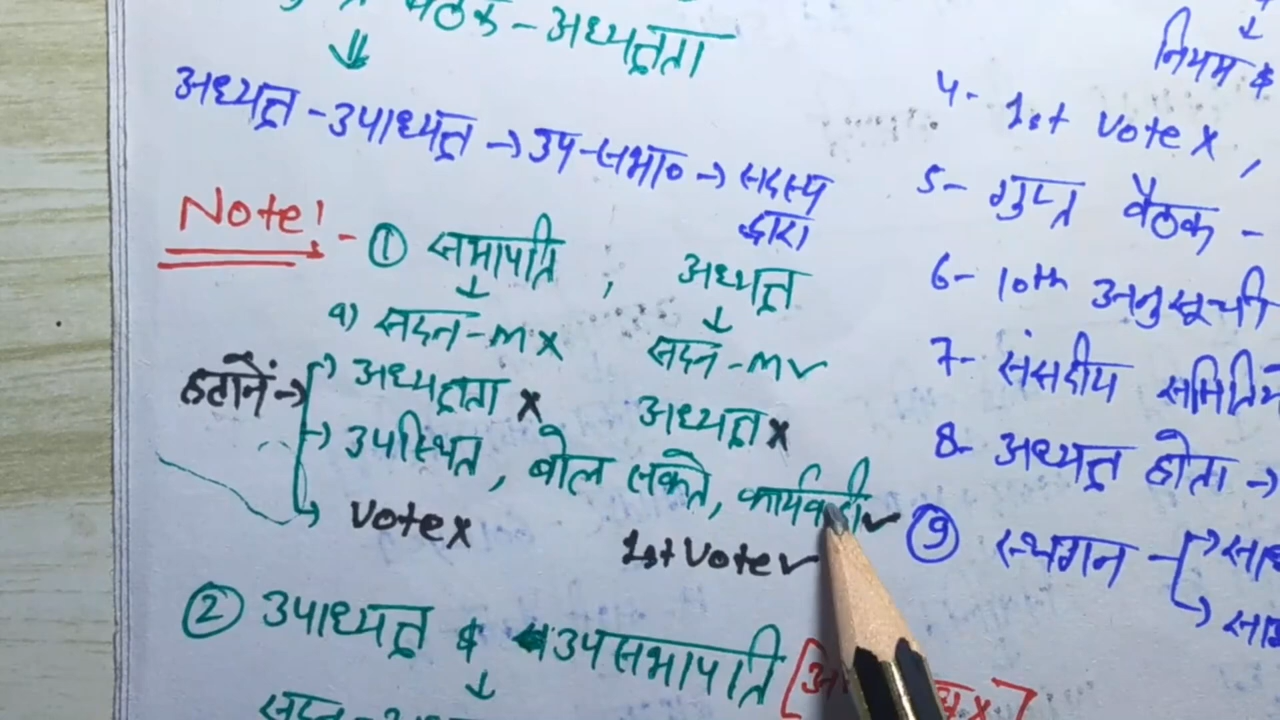 बैठक - अध्यक्षता
अध्यक्ष - उपाध्यक्ष → उप-सभा० → सदस्य
द्वारा
Note! - ① सभापति , अध्यक्ष
a) सदन - m x सदन - m ✓
हटाने → अध्यक्षता x अध्यक्ष x
→ उपस्थित, बोल सकते, कार्यवाही ✓
vote x 1st vote ✓
② उपाध्यक्ष & उपसभापति
नियम &
4- 1st vote x ,
5- गुप्त बैठक -
6- 10th अनुसूची
7- संसदीय
8- अध्यक्ष होता →
⑨ स्थगन -